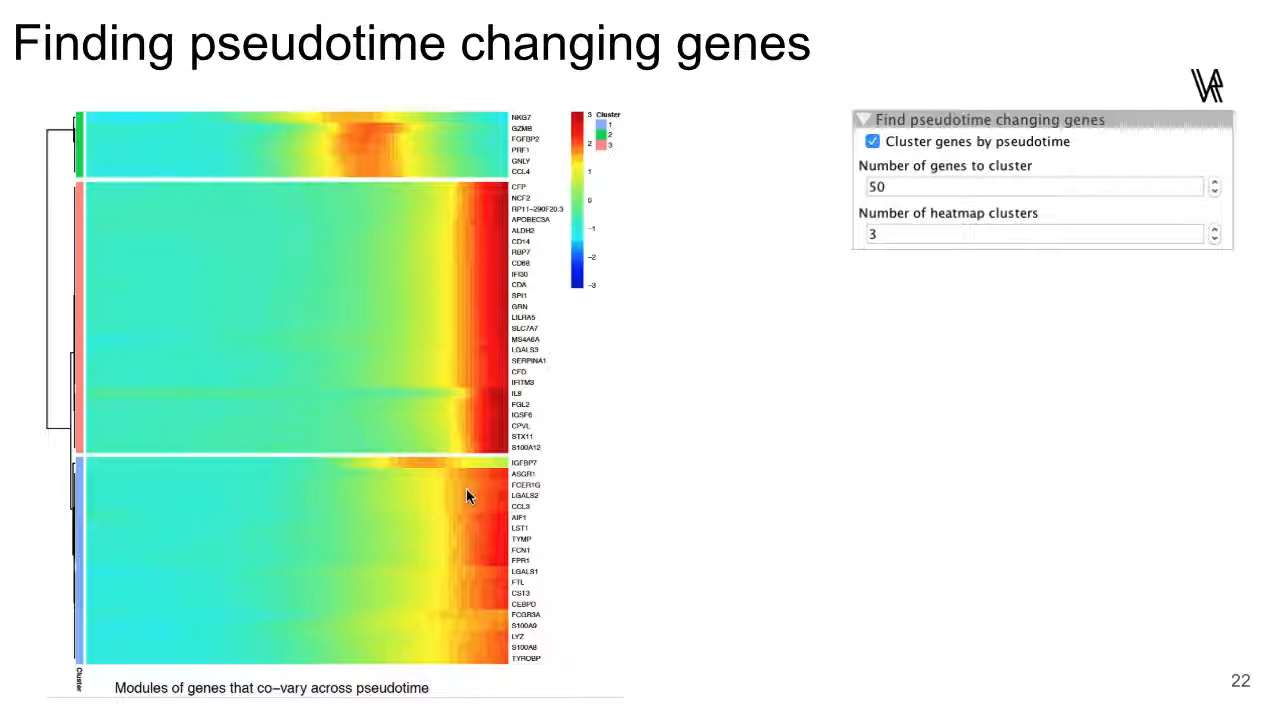 Finding pseudotime changing genes
NKG7
GZMB
FGFBP2
PRF1
GNLY
CCL4
CFP
NCF2
RP11-290F20.3
APOBEC3A
ALDH2
CD14
RBP7
CD68
IFI30
CDA
SPI1
GRN
LILRA5
SLC7A7
MS4A6A
LGALS3
SERPINA1
CFD
IFITM3
IL8
FGL2
IGSF6
CPVL
STX11
S100A12
IGFBP7
ASGR1
FCER1G
LGALS2
CCL3
AIF1
LST1
TYMP
FCN1
FPR1
LGALS1
FTL
CST3
CEBPD
FCGR3A
S100A9
LYZ
S100A8
TYROBP
3
2
1
0
−1
−2
−3
Cluster
1
2
3
Cluster
Modules of genes that co−vary across pseudotime
Find pseudotime changing genes
Cluster genes by pseudotime
Number of genes to cluster
50
Number of heatmap clusters
3
22